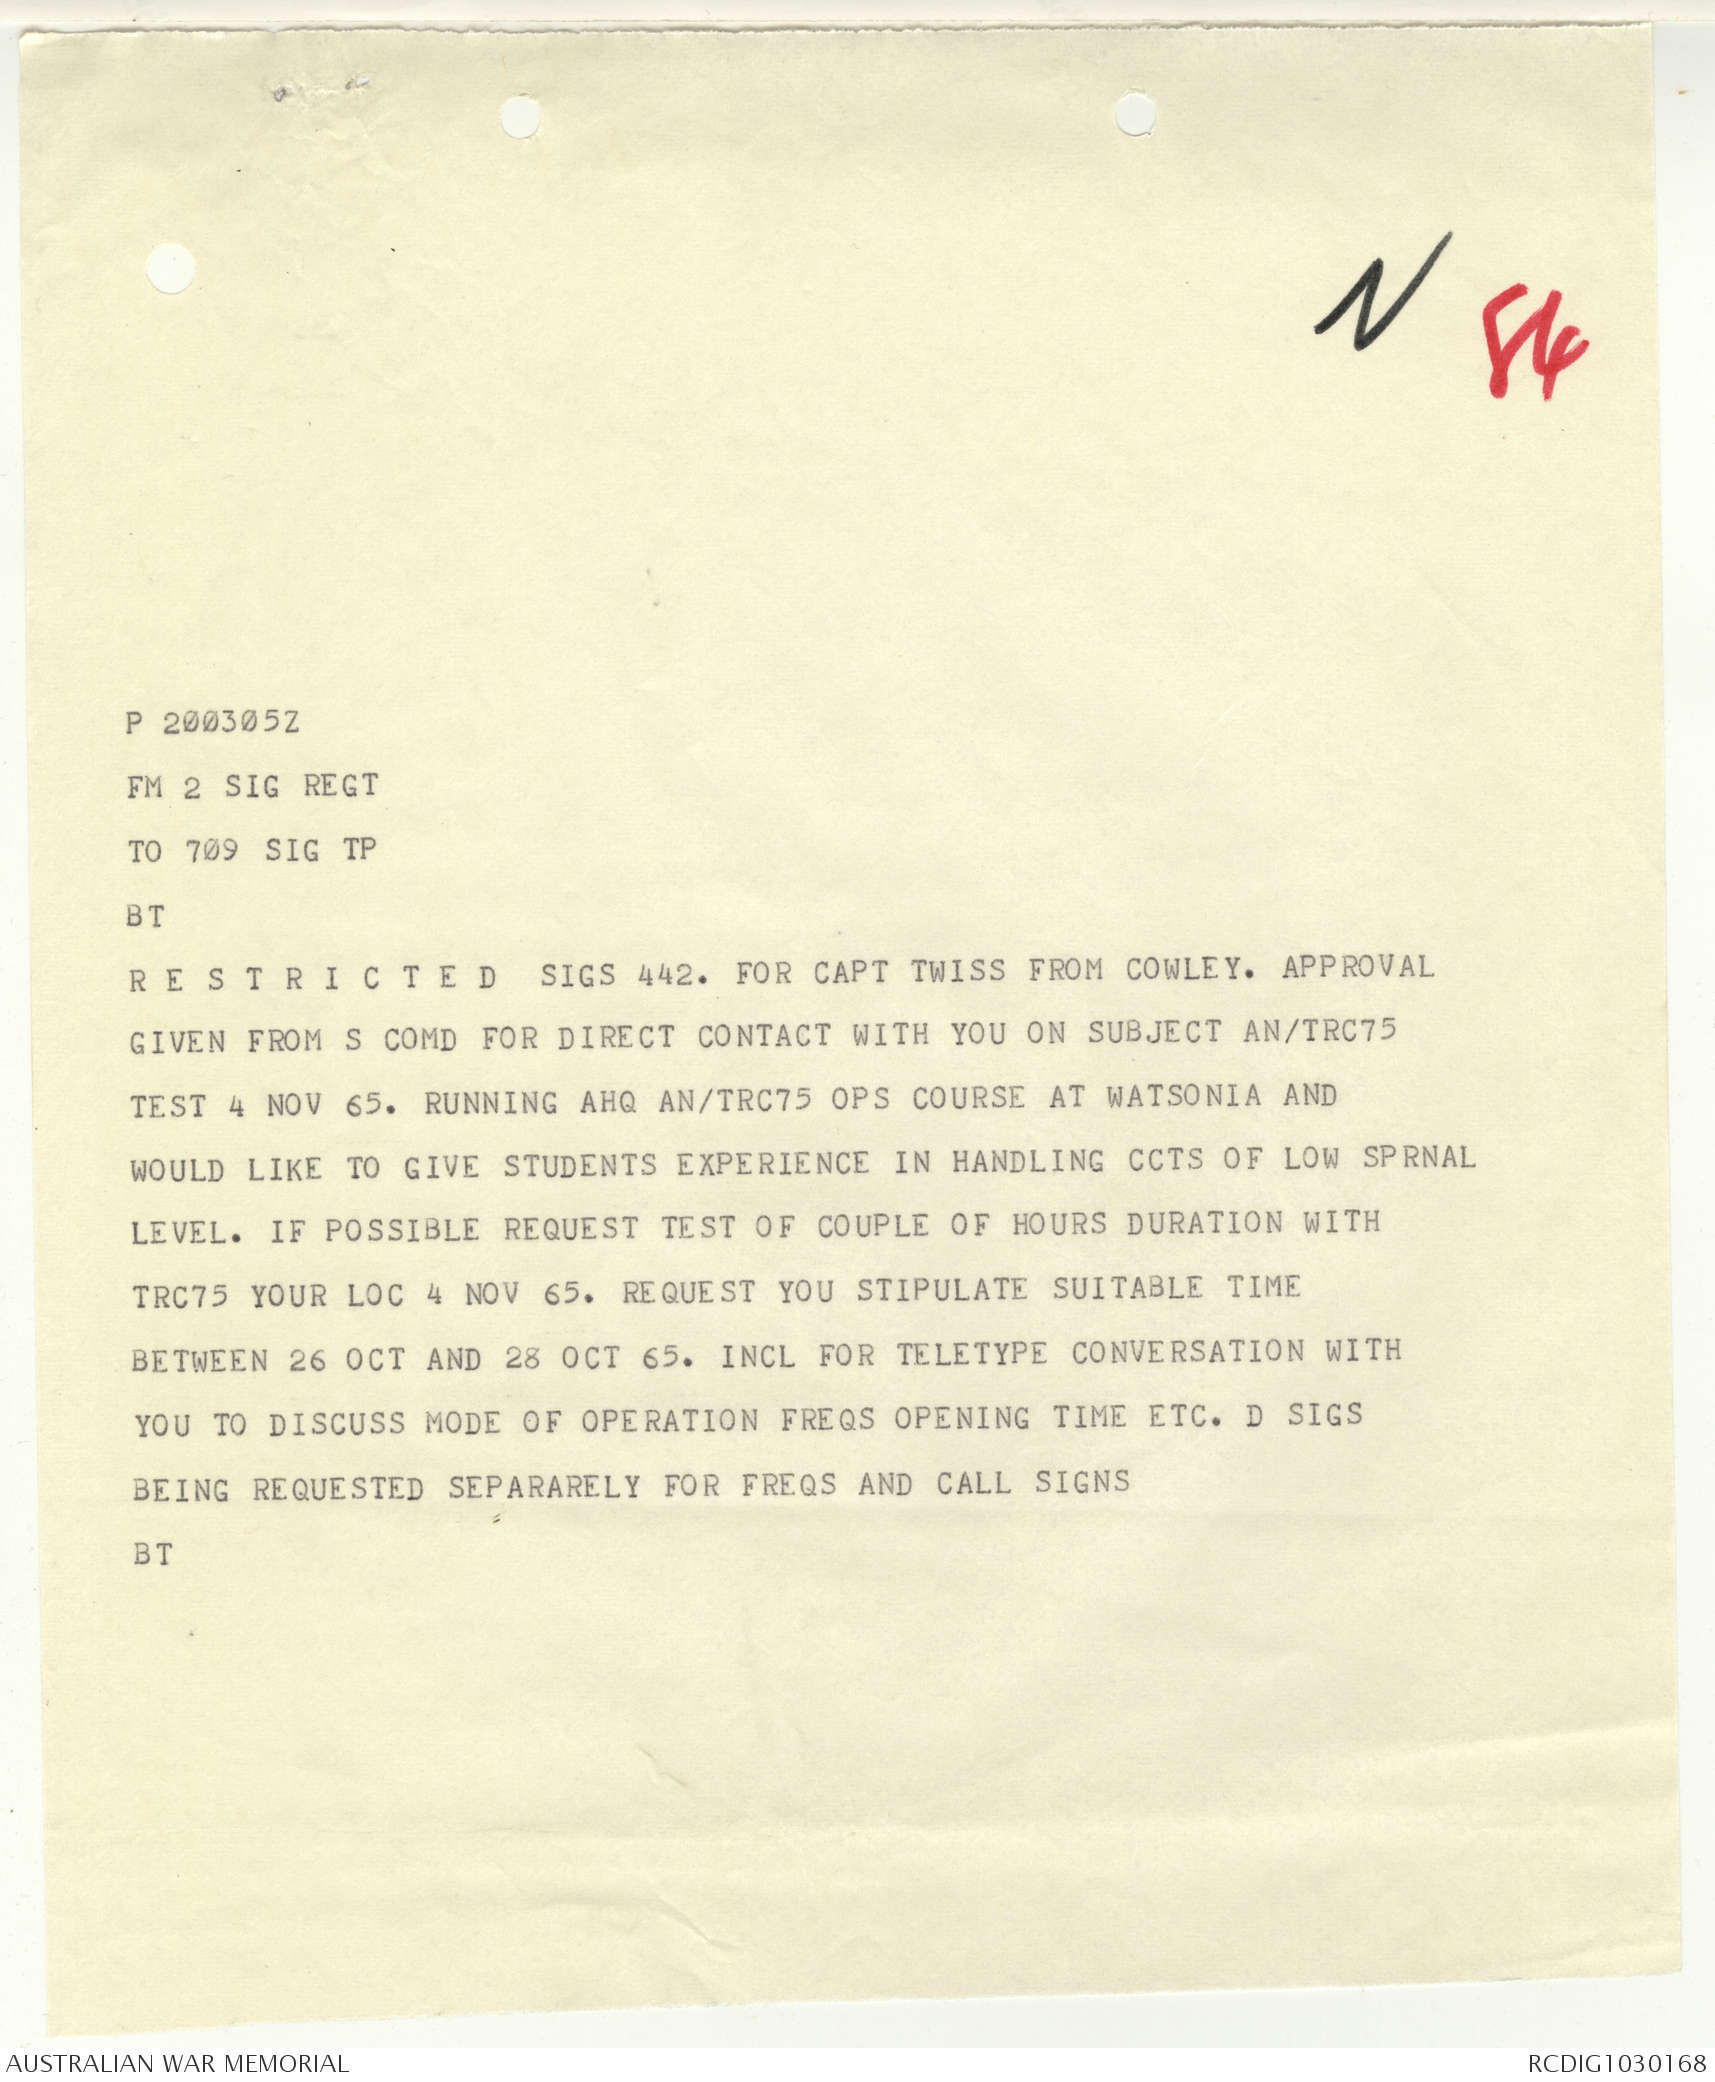 N 84
P 200305Z
FM 2 SIG REGT
TO 709 SIG TP
BT
R E S T R I C T E D SIGS 442. FOR CAPT TWISS FROM COWLEY. APPROVAL
GIVEN FROM S COMD FOR DIRECT CONTACT WITH YOU ON SUBJECT AN/TRC75
TEST 4 NOV 65. RUNNING AHQ AN/TRC75 OPS COURSE AT WATSONIA AND
WOULD LIKE TO GIVE STUDENTS EXPERIENCE IN HANDLING CCTS OF LOW SPRNAL
LEVEL. IF POSSIBLE REQUEST TEST OF COUPLE OF HOURS DURATION WITH
TRC75 YOUR LOC 4 NOV 65. REQUEST YOU STIPULATE SUITABLE TIME
BETWEEN 26 OCT AND 28 OCT 65. INCL FOR TELETYPE CONVERSATION WITH
YOU TO DISCUSS MODE OF OPERATION FREQS OPENING TIME ETC. D SIGS
BEING REQUESTED SEPARARELY FOR FREQS AND CALL SIGNS
BT
AUSTRALIAN WAR MEMORIAL
RCDIG1030168